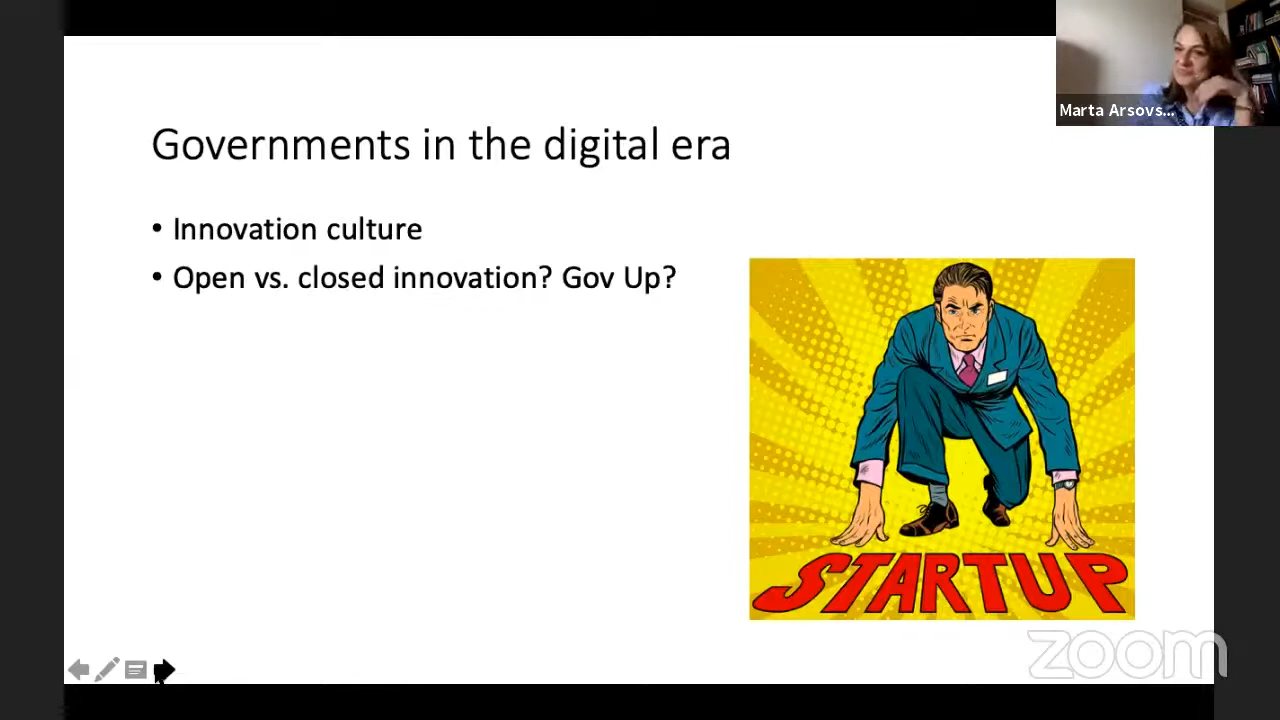 Marta Arsovs...
Governments in the digital era
• Innovation culture
• Open vs. closed innovation? Gov Up?
STARTUP
zoom